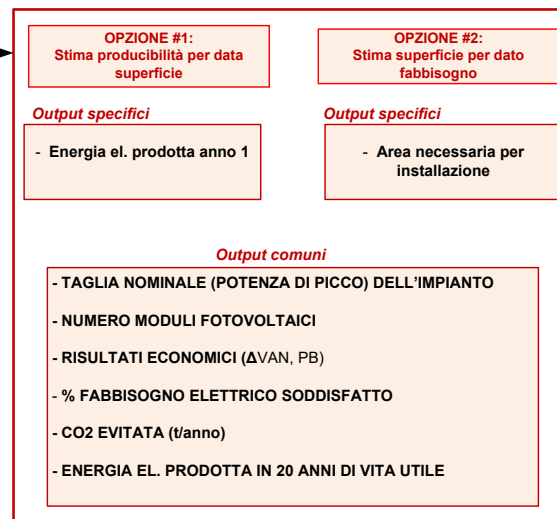 OPZIONE #1:
Stima producibilità per data
superficie
OPZIONE #2:
Stima superficie per dato
fabbisogno
Output specifici
- Energia el. prodotta anno 1
Output specifici
- Area necessaria per
installazione
Output comuni
- TAGLIA NOMINALE (POTENZA DI PICCO) DELL'IMPIANTO
- NUMERO MODULI FOTOVOLTAICI
- RISULTATI ECONOMICI (ΔVAN, PB)
- % FABBISOGNO ELETTRICO SODDISFATTO
- CO2 EVITATA (t/anno)
- ENERGIA EL. PRODOTTA IN 20 ANNI DI VITA UTILE